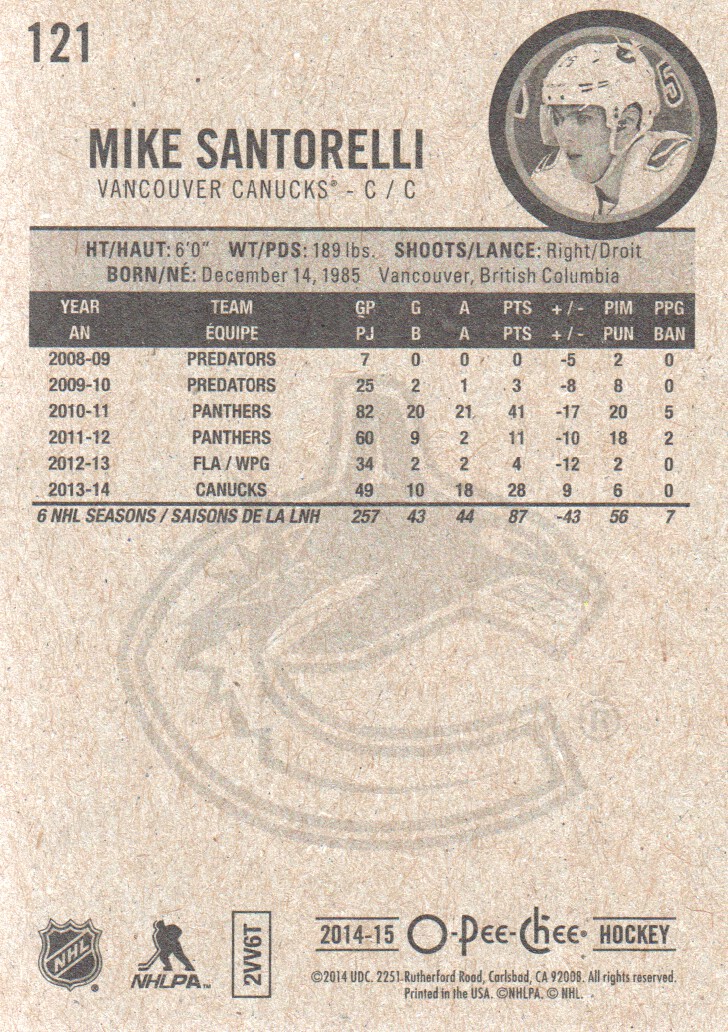 121
MIKE SANTORELLI
VANCOUVER CANUCKS® - C / C
HT/HAUT: 6'0" WT/PDS: 189 lbs. SHOOTS/LANCE: Right/Droit
BORN/NÉ: December 14, 1985 Vancouver, British Columbia
YEAR TEAM GP G A PTS + / - PIM PPG
AN ÉQUIPE PJ B A PTS + / - PUN BAN
2008-09 PREDATORS 7 0 0 0 -5 2 0
2009-10 PREDATORS 25 2 1 3 -8 8 0
2010-11 PANTHERS 82 20 21 41 -17 20 5
2011-12 PANTHERS 60 9 2 11 -10 18 2
2012-13 FLA / WPG 34 2 2 4 -12 2 0
2013-14 CANUCKS 49 10 18 28 9 6 0
6 NHL SEASONS / SAISONS DE LA LNH 257 43 44 87 -43 56 7
®
NHL ®
NHLPA™
2VV6T
2014-15 O-Pee-Chee® HOCKEY
©2014 UDC. 2251 Rutherford Road, Carlsbad, CA 92008. All rights reserved.
Printed in the USA. ©NHLPA. © NHL.